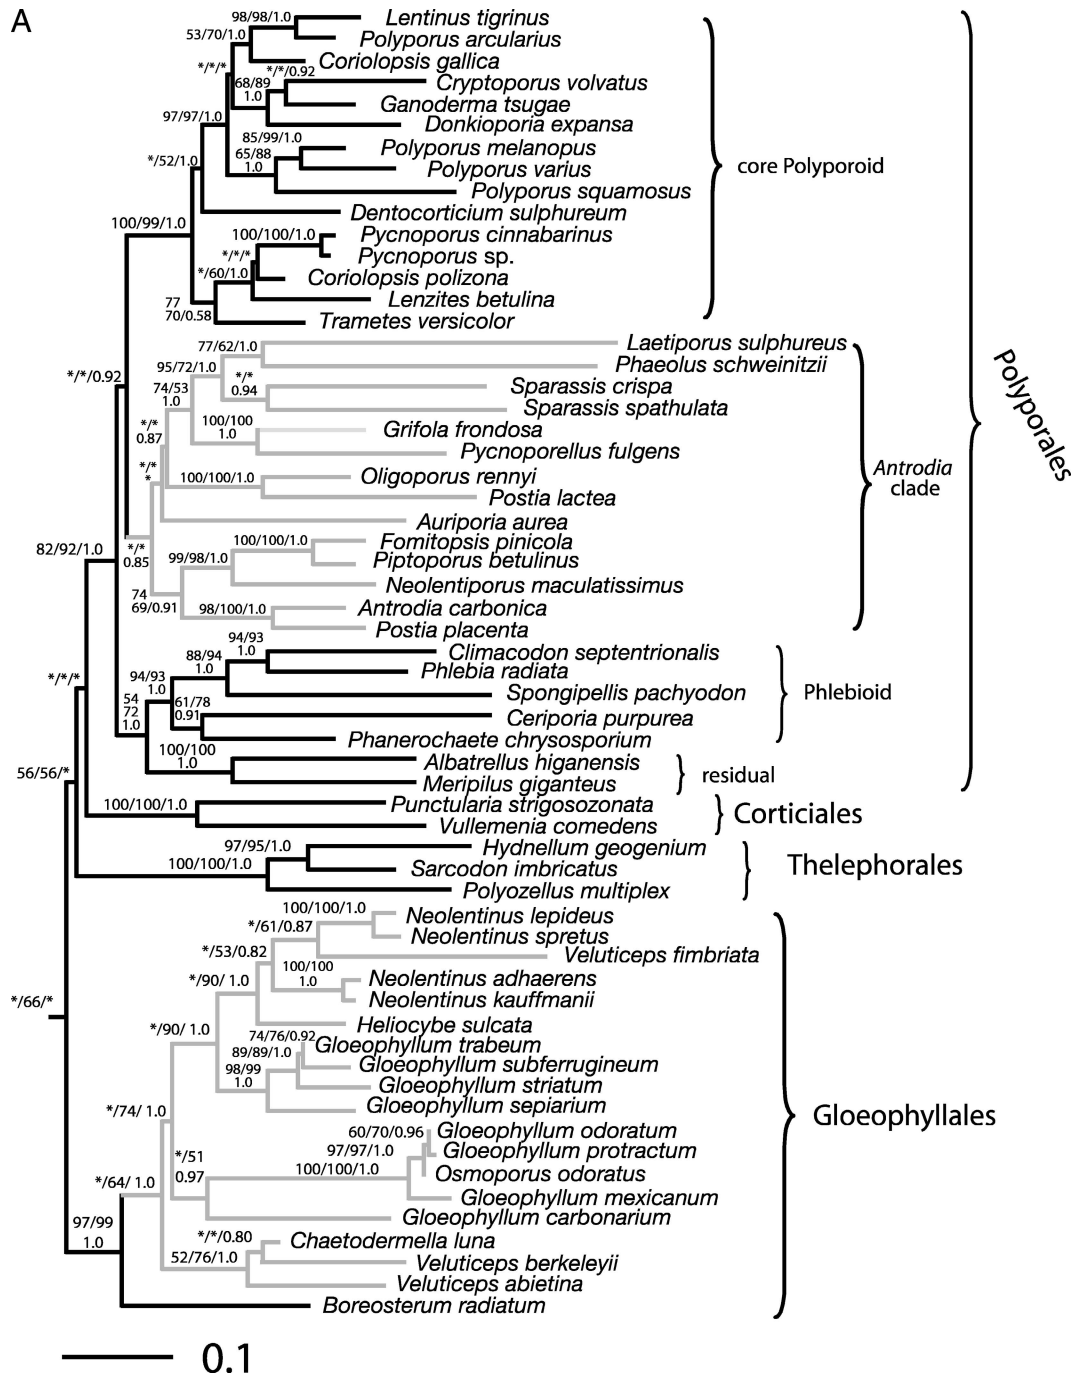 A
98/98/1.0
Lentinus tigrinus
53/70/1.0
Polyporus arcularius
Coriolopsis gallica
*/*/*
*/*/0.92
68/89
1.0
Cryptoporus volvatus
Ganoderma tsugae
97/97/1.0
Donkioporia expansa
85/99/1.0
Polyporus melanopus
65/88
1.0
*/52/1.0
Polyporus varius
core Polyporoid
Polyporus squamosus
Dentocorticium sulphureum
100/99/1.0
100/100/1.0
Pycnoporus cinnabarinus
*/*/*
Pycnoporus sp.
*/60/1.0
Coriolopsis polizona
77
70/0.58
Lenzites betulina
Trametes versicolor
77/62/1.0
Laetiporus sulphureus
95/72/1.0
Phaeolus schweinitzii
*/*/0.92
*/*
0.94
74/53
1.0
Sparassis crispa
Sparassis spathulata
Polyporales
*/*
0.87
100/100
1.0
Grifola frondosa
Pycnoporellus fulgens
*/*
*
100/100/1.0
Oligoporus rennyi
Antrodia
clade
Postia lactea
Auriporia aurea
82/92/1.0
*/*
0.85
100/100/1.0
Fomitopsis pinicola
99/98/1.0
Piptoporus betulinus
Neolentiporus maculatissimus
74
69/0.91
98/100/1.0
Antrodia carbonica
Postia placenta
94/93
1.0
Climacodon septentrionalis
88/94
1.0
Phlebia radiata
*/*/*
94/93
1.0
Spongipellis pachyodon
Phlebioid
54
72
1.0
61/78
0.91
Ceriporia purpurea
Phanerochaete chrysosporium
100/100
1.0
Albatrellus higanensis
56/56/*
Meripilus giganteus
residual
100/100/1.0
Punctularia strigosozonata
Vullemenia comedens
Corticiales
97/95/1.0
Hydnellum geogenium
100/100/1.0
Sarcodon imbricatus
Thelephorales
Polyozellus multiplex
100/100/1.0
Neolentinus lepideus
*/61/0.87
Neolentinus spretus
*/53/0.82
Veluticeps fimbriata
100/100
1.0
*/90/ 1.0
Neolentinus adhaerens
Neolentinus kauffmanii
*/66/*
Heliocybe sulcata
*/90/ 1.0
74/76/0.92
Gloeophyllum trabeum
89/89/1.0
Gloeophyllum subferrugineum
98/99
1.0
Gloeophyllum striatum
Gloeophyllum sepiarium
*/74/ 1.0
Gloeophyllales
60/70/0.96
Gloeophyllum odoratum
97/97/1.0
Gloeophyllum protractum
*/51
0.97
100/100/1.0
Osmoporus odoratus
*/64/ 1.0
Gloeophyllum mexicanum
Gloeophyllum carbonarium
97/99
1.0
*/*/0.80
Chaetodermella luna
52/76/1.0
Veluticeps berkeleyii
Veluticeps abietina
Boreosterum radiatum
0.1